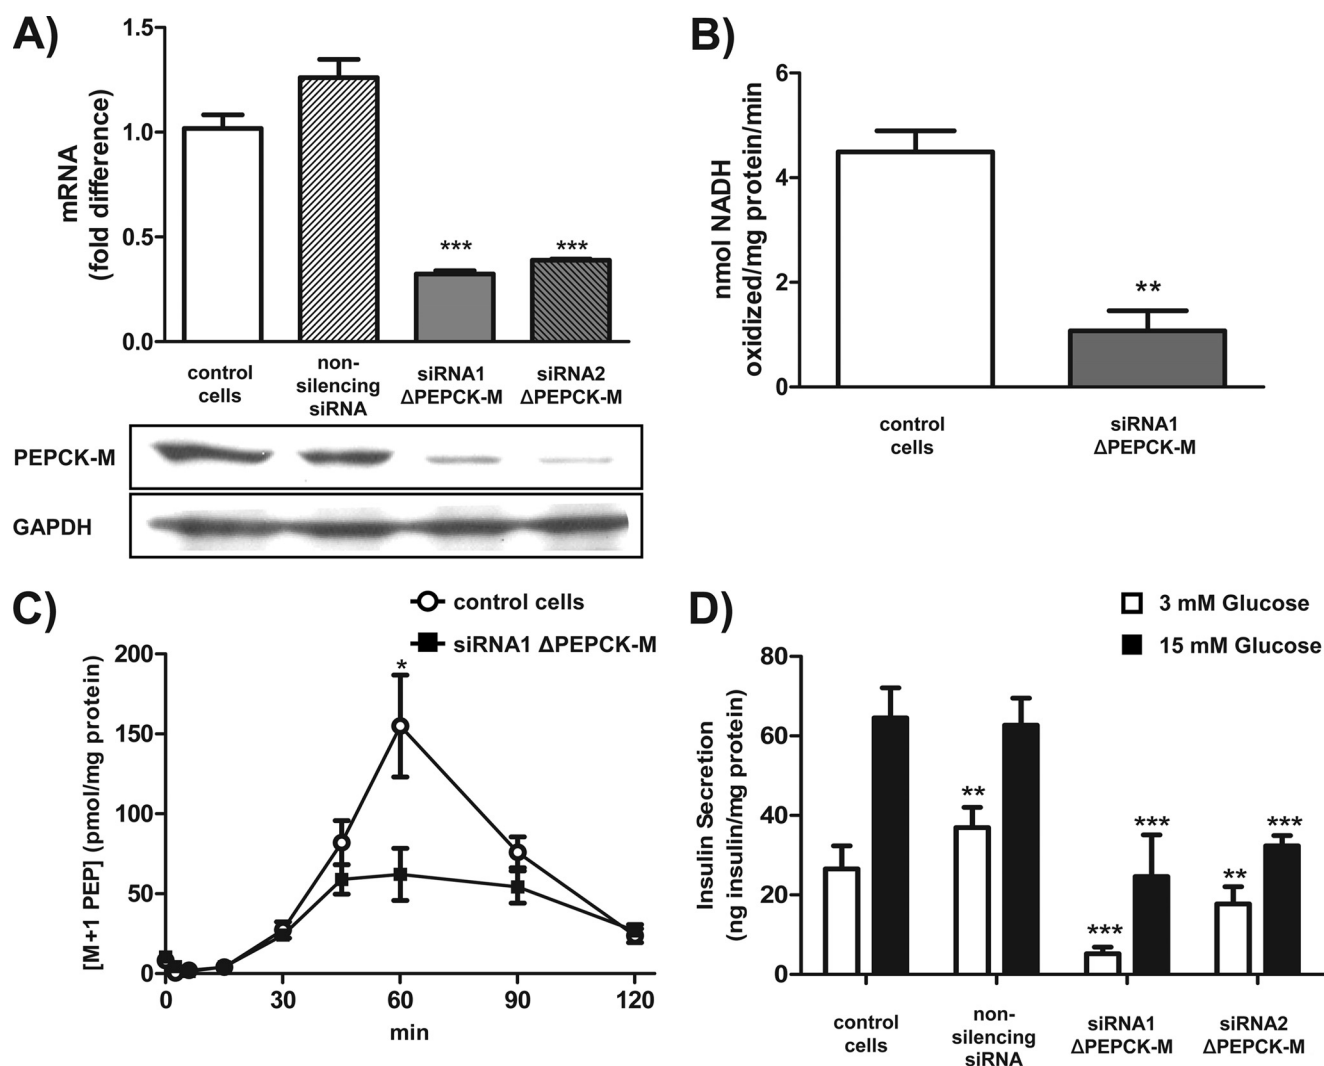 A)
1.5
1.0
0.5
0.0
mRNA
(fold difference)
***
***
control
cells
non-
silencing
siRNA
siRNA1
ΔPEPCK-M
siRNA2
ΔPEPCK-M
PEPCK-M
GAPDH
B)
6
4
2
0
nmol NADH
oxidized/mg protein/min
**
control
cells
siRNA1
ΔPEPCK-M
C)
control cells
siRNA1 ΔPEPCK-M
200
150
100
50
0
[M+1 PEP] (pmol/mg protein)
*
0
30
60
90
120
min
D)
3 mM Glucose
15 mM Glucose
80
60
40
20
0
Insulin Secretion
(ng insulin/mg protein)
**
***
***
**
***
control
cells
non-
silencing
siRNA
siRNA1
ΔPEPCK-M
siRNA2
ΔPEPCK-M